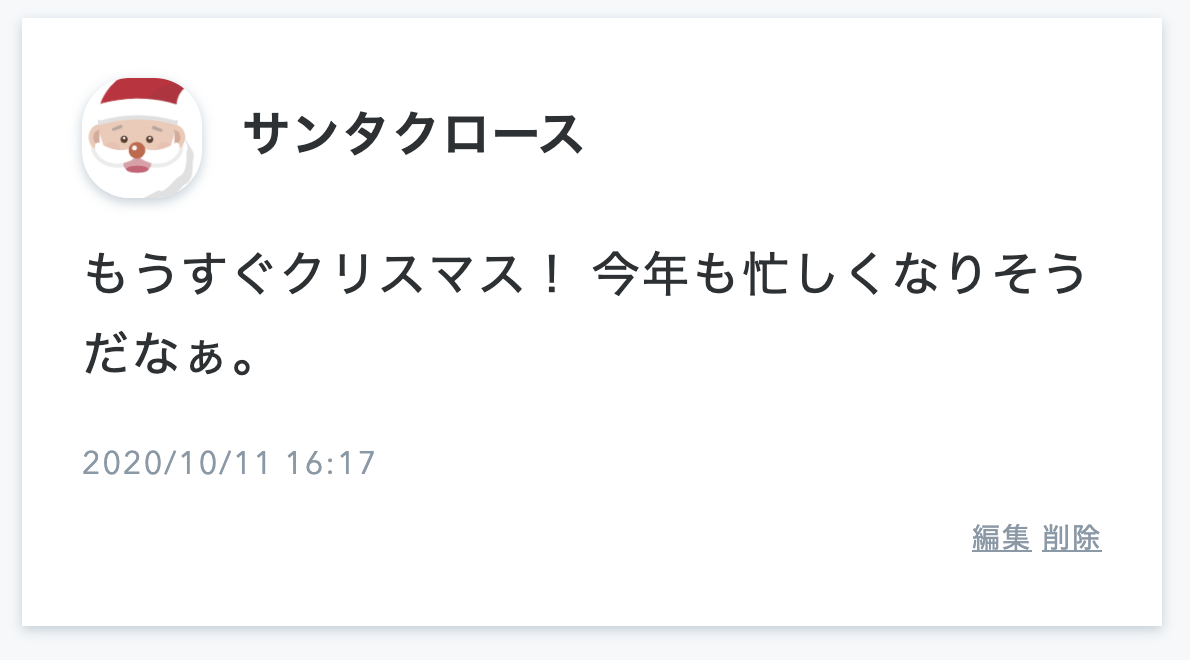 サンタクロース
もうすぐクリスマス！ 今年も忙しくなりそう
だなぁ。
2020/10/11 16:17
編集 削除